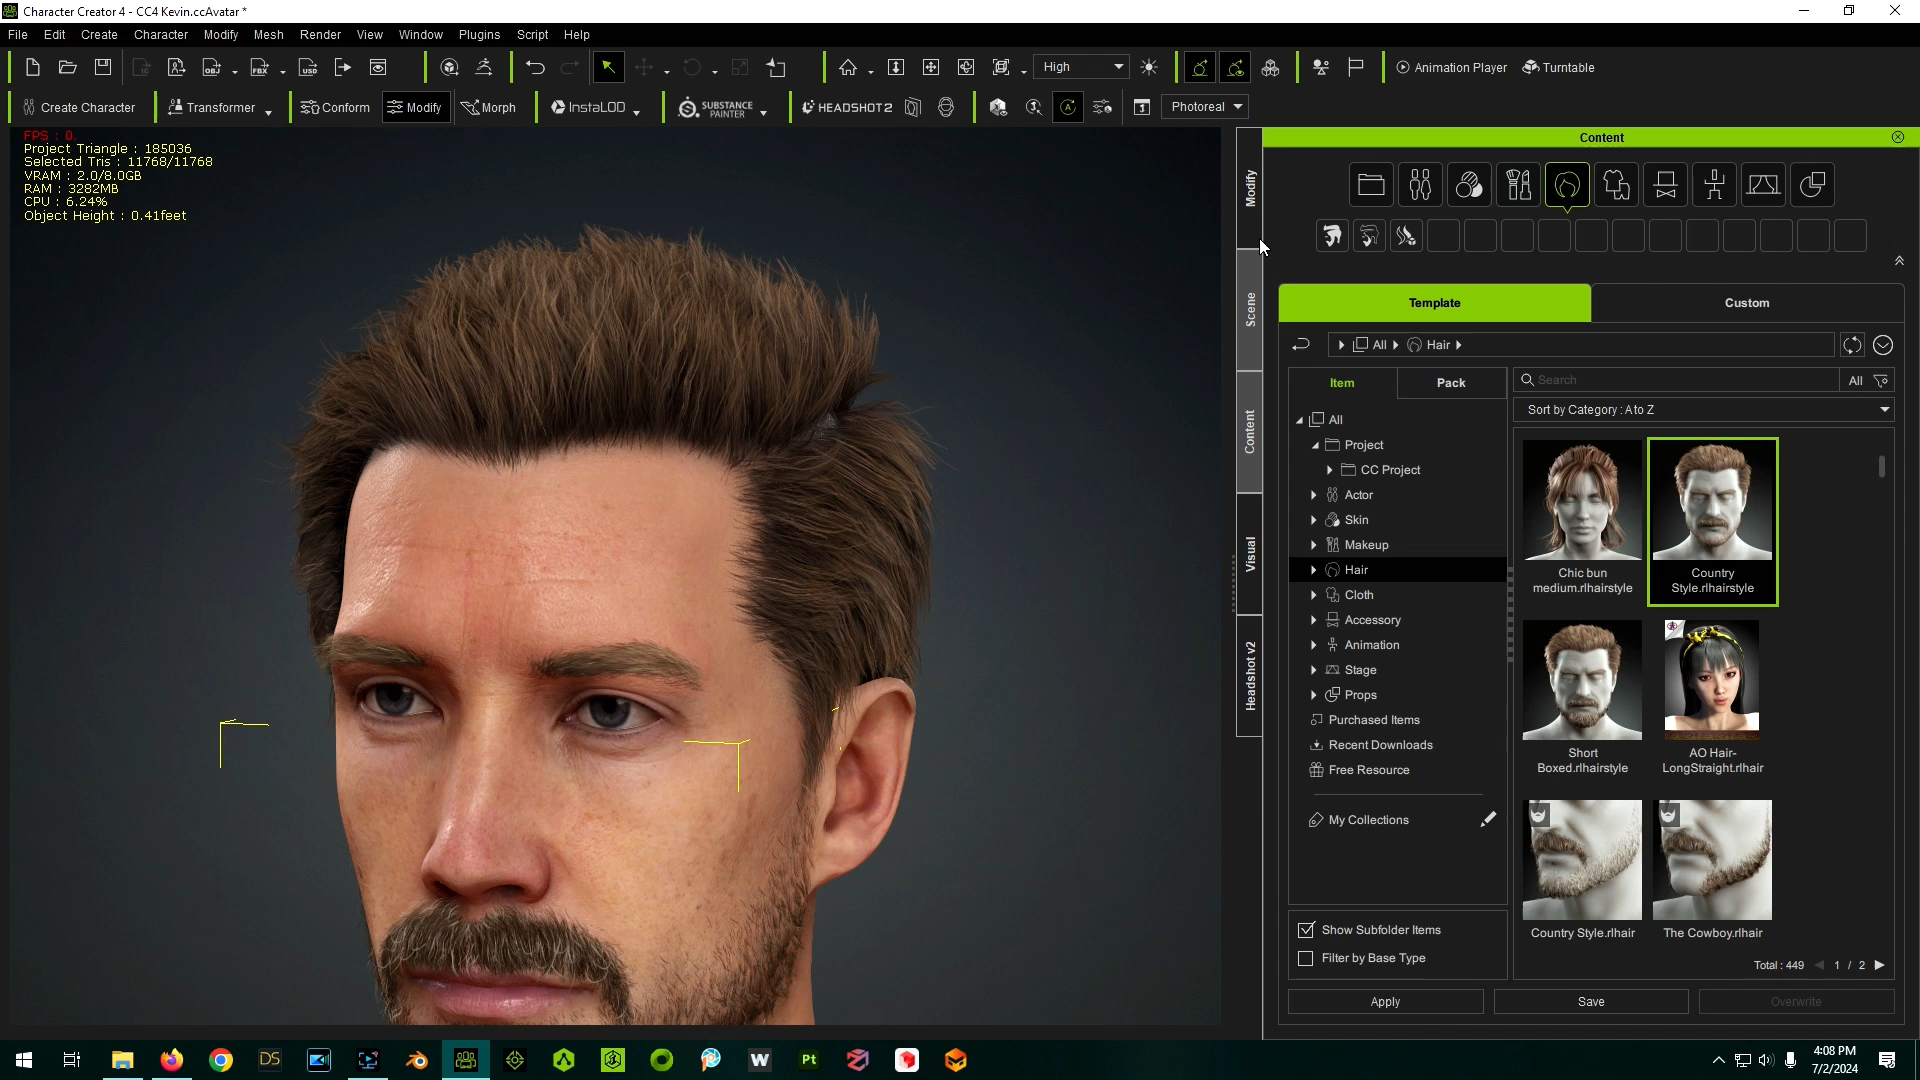 Character Creator 4 - CC4 Kevin.ccAvatar *
File Edit Create Character Modify Mesh Render View Window Plugins Script Help
High
Animation Player
Turntable
Create Character
Transformer
Conform
Modify
Morph
InstaLOD
SUBSTANCE PAINTER
HEADSHOT 2
Photoreal
FPS : 0.
Project Triangle : 185036
Selected Tris : 11768/11768
VRAM : 2.0/8.0GB
RAM : 3282MB
CPU : 6.24%
Object Height : 0.41feet
Modify
Scene
Content
Visual
Headshot v2
Content
Template
Custom
All
Hair
Item
Pack
Search
All
Sort by Category : A to Z
All
Project
CC Project
Actor
Skin
Makeup
Hair
Cloth
Accessory
Animation
Stage
Props
Purchased Items
Recent Downloads
Free Resource
My Collections
Show Subfolder Items
Filter by Base Type
Chic bun
medium.rlhairstyle
Country
Style.rlhairstyle
Short
Boxed.rlhairstyle
AO Hair-
LongStraight.rlhair
Country Style.rlhair
The Cowboy.rlhair
Total : 449
1 / 2
Apply
Save
Overwrite
DS
W
Pt
4:08 PM
7/2/2024